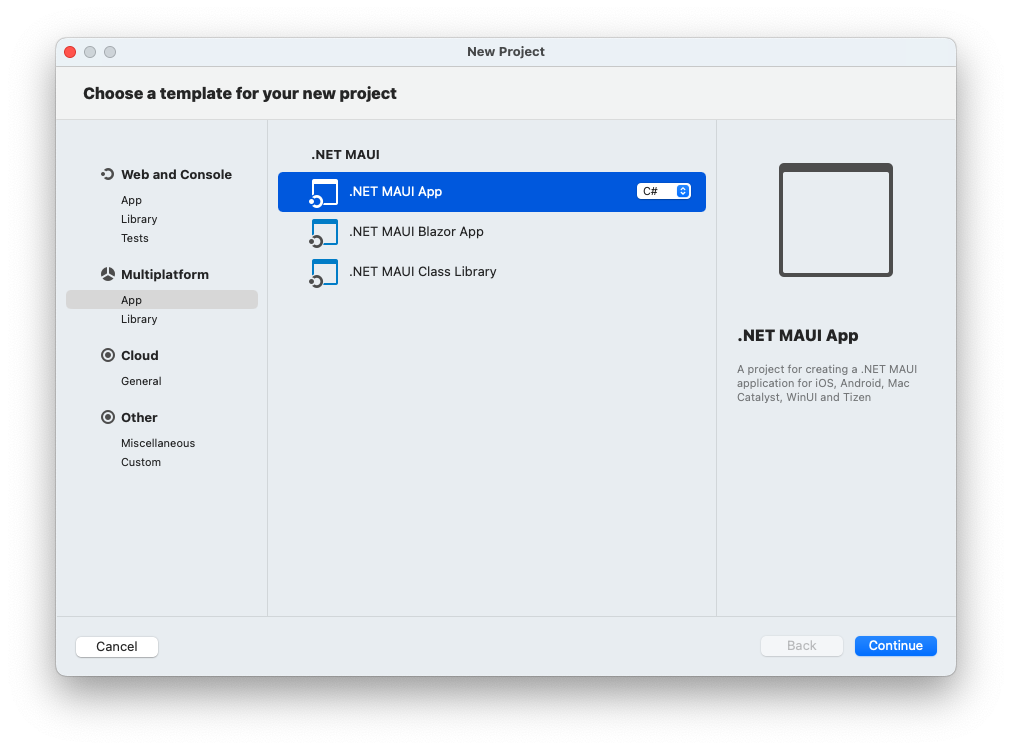 New Project
Choose a template for your new project
Web and Console
App
Library
Tests
Multiplatform
App
Library
Cloud
General
Other
Miscellaneous
Custom
.NET MAUI
.NET MAUI App C#
.NET MAUI Blazor App
.NET MAUI Class Library
.NET MAUI App
A project for creating a .NET MAUI
application for iOS, Android, Mac
Catalyst, WinUI and Tizen
Cancel
Back
Continue